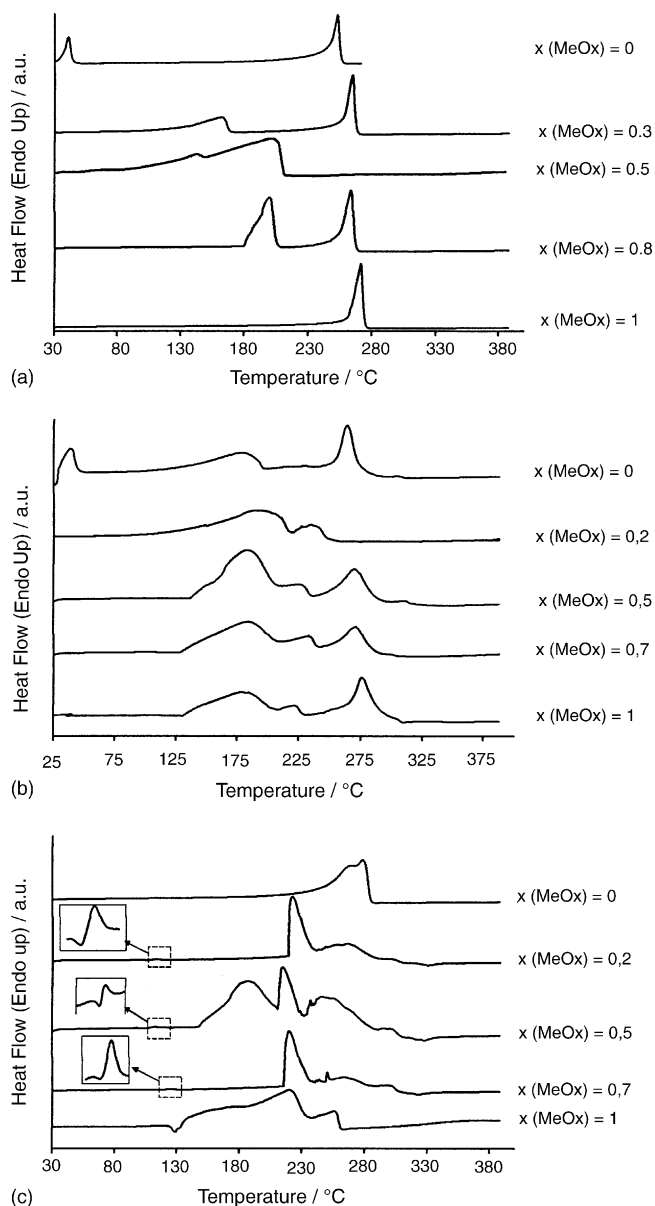 Heat Flow (Endo Up) / a.u.
x (MeOx) = 0
x (MeOx) = 0.3
x (MeOx) = 0.5
x (MeOx) = 0.8
x (MeOx) = 1
30 80 130 180 230 280 330 380
(a)
Temperature / °C
Heat Flow (Endo Up) / a.u.
x (MeOx) = 0
x (MeOx) = 0,2
x (MeOx) = 0,5
x (MeOx) = 0,7
x (MeOx) = 1
25 75 125 175 225 275 325 375
(b)
Temperature / °C
Heat Flow (Endo up) / a.u.
x (MeOx) = 0
x (MeOx) = 0,2
x (MeOx) = 0,5
x (MeOx) = 0,7
x (MeOx) = 1
30 80 130 180 230 280 330 380
(c)
Temperature / °C